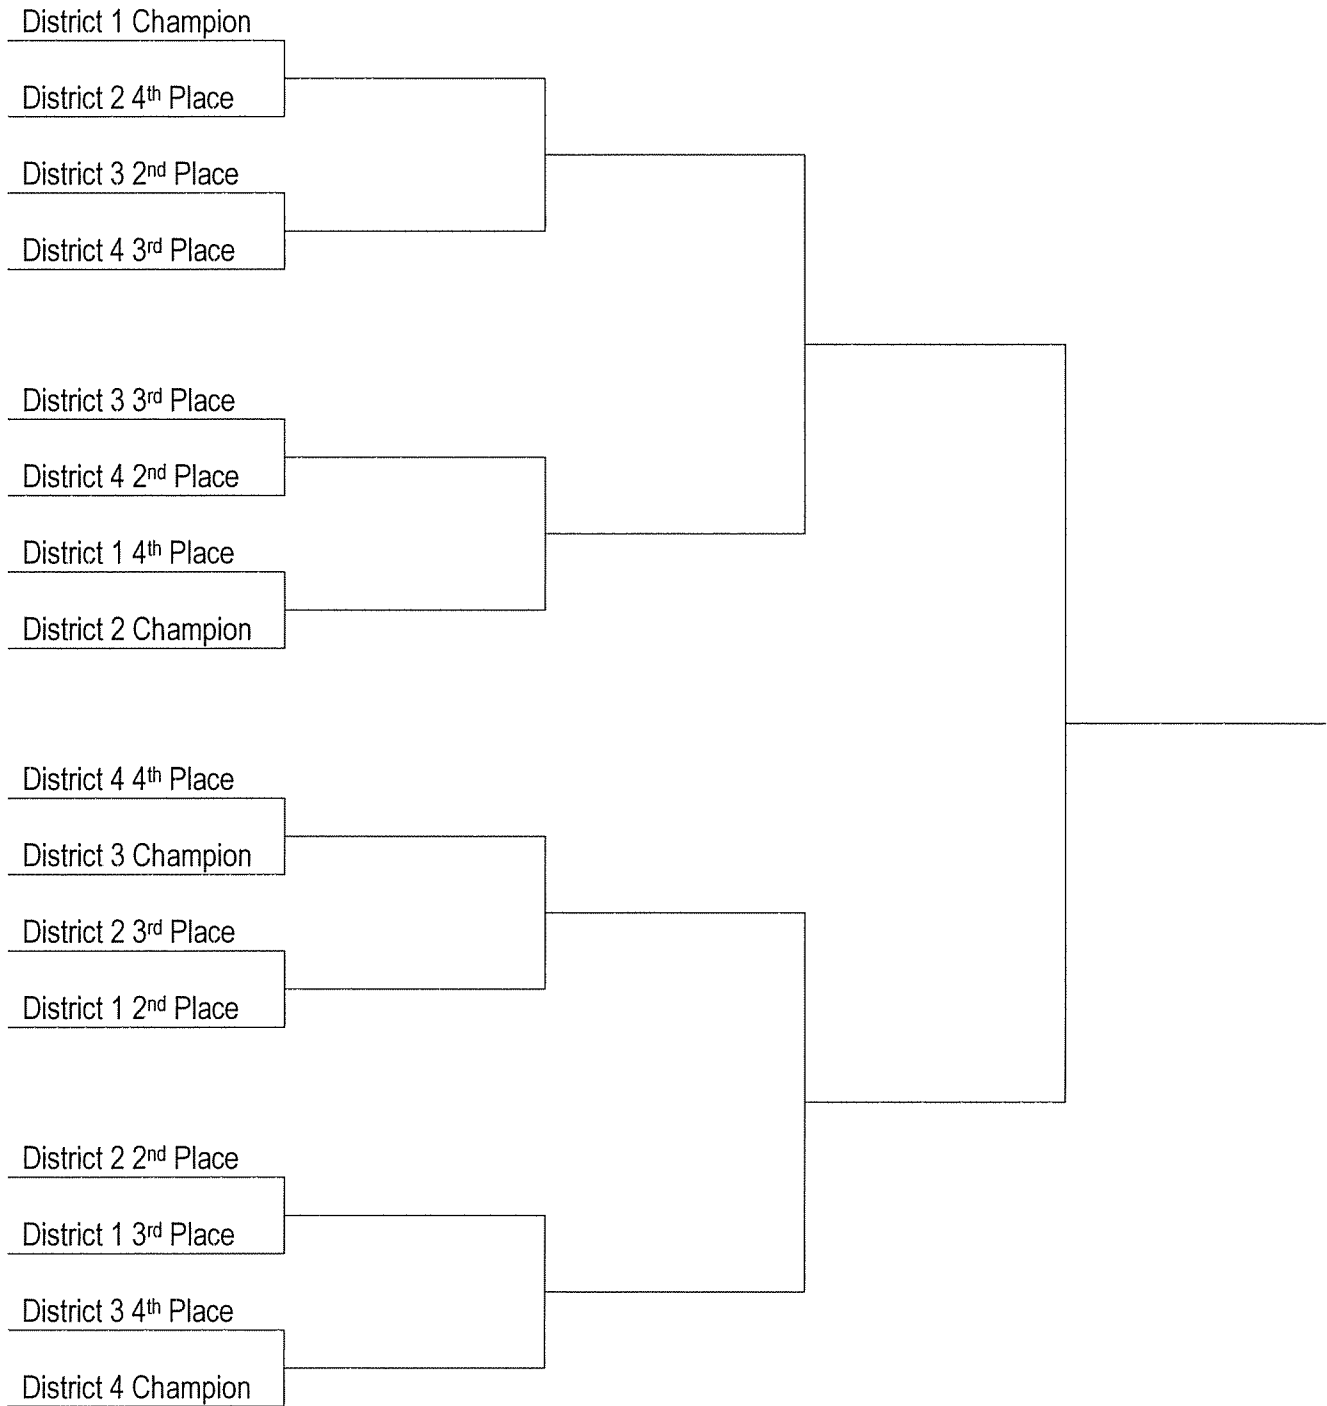 District 1 Champion
District 2 4th Place
District 3 2nd Place
District 4 3rd Place
District 3 3rd Place
District 4 2nd Place
District 1 4th Place
District 2 Champion
District 4 4th Place
District 3 Champion
District 2 3rd Place
District 1 2nd Place
District 2 2nd Place
District 1 3rd Place
District 3 4th Place
District 4 Champion